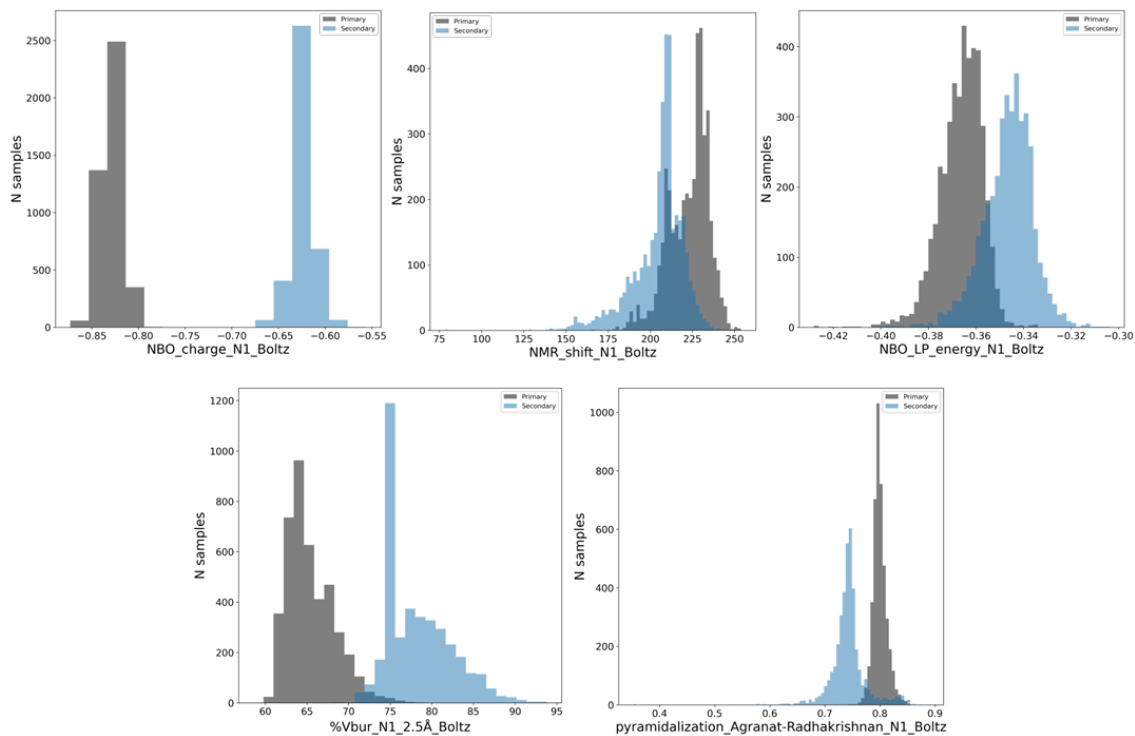 Primary
Secondary
N samples
2500
2000
1500
1000
500
0
−0.85 −0.80 −0.75 −0.70 −0.65 −0.60 −0.55
NBO_charge_N1_Boltz
Primary
Secondary
N samples
400
300
200
100
0
75 100 125 150 175 200 225 250
NMR_shift_N1_Boltz
Primary
Secondary
N samples
400
300
200
100
0
−0.42 −0.40 −0.38 −0.36 −0.34 −0.32 −0.30
NBO_LP_energy_N1_Boltz
Primary
Secondary
N samples
1200
1000
800
600
400
200
0
60 65 70 75 80 85 90 95
%Vbur_N1_2.5Å_Boltz
Primary
Secondary
N samples
1000
800
600
400
200
0
0.4 0.5 0.6 0.7 0.8 0.9
pyramidalization_Agranat-Radhakrishnan_N1_Boltz